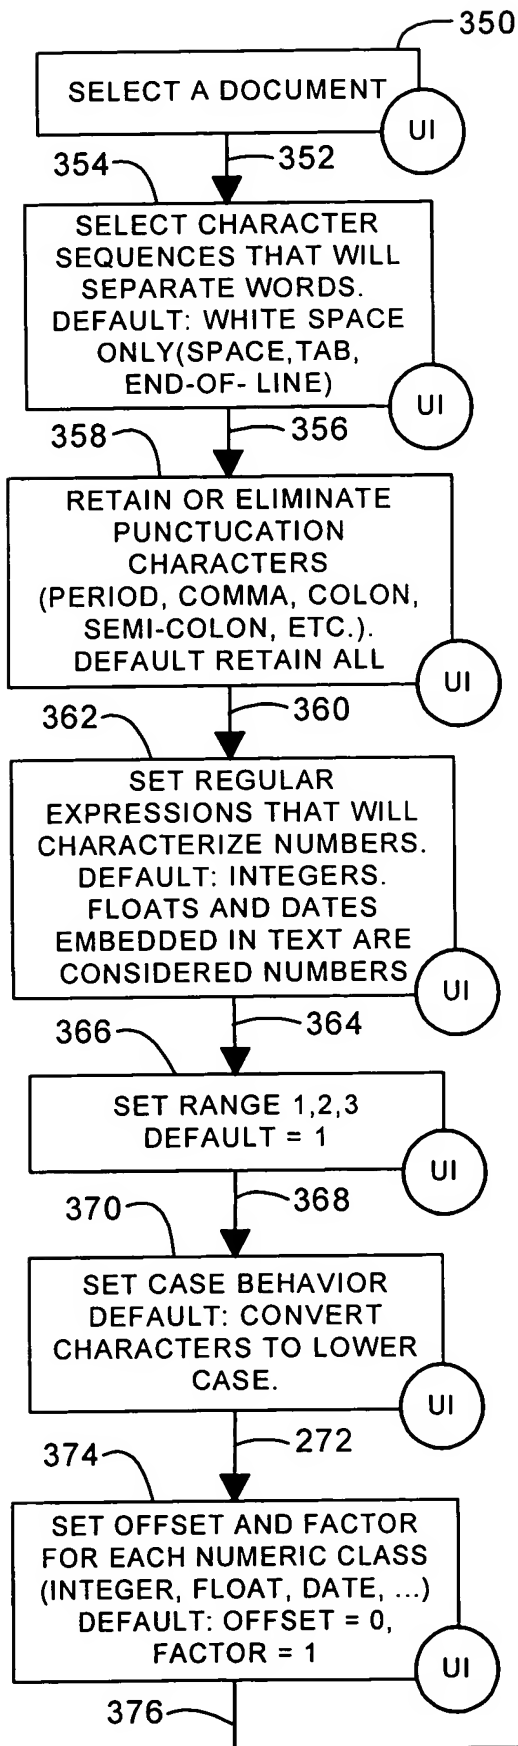 350
SELECT A DOCUMENT
UI
352
354
SELECT CHARACTER
SEQUENCES THAT WILL
SEPARATE WORDS.
DEFAULT: WHITE SPACE
ONLY(SPACE,TAB,
END-OF- LINE)
UI
356
358
RETAIN OR ELIMINATE
PUNCTUCATION
CHARACTERS
(PERIOD, COMMA, COLON,
SEMI-COLON, ETC.).
DEFAULT RETAIN ALL
UI
360
362
SET REGULAR
EXPRESSIONS THAT WILL
CHARACTERIZE NUMBERS.
DEFAULT: INTEGERS.
FLOATS AND DATES
EMBEDDED IN TEXT ARE
CONSIDERED NUMBERS
UI
364
366
SET RANGE 1,2,3
DEFAULT = 1
UI
368
370
SET CASE BEHAVIOR
DEFAULT: CONVERT
CHARACTERS TO LOWER
CASE.
UI
272
374
SET OFFSET AND FACTOR
FOR EACH NUMERIC CLASS
(INTEGER, FLOAT, DATE, ...)
DEFAULT: OFFSET = 0,
FACTOR = 1
UI
376